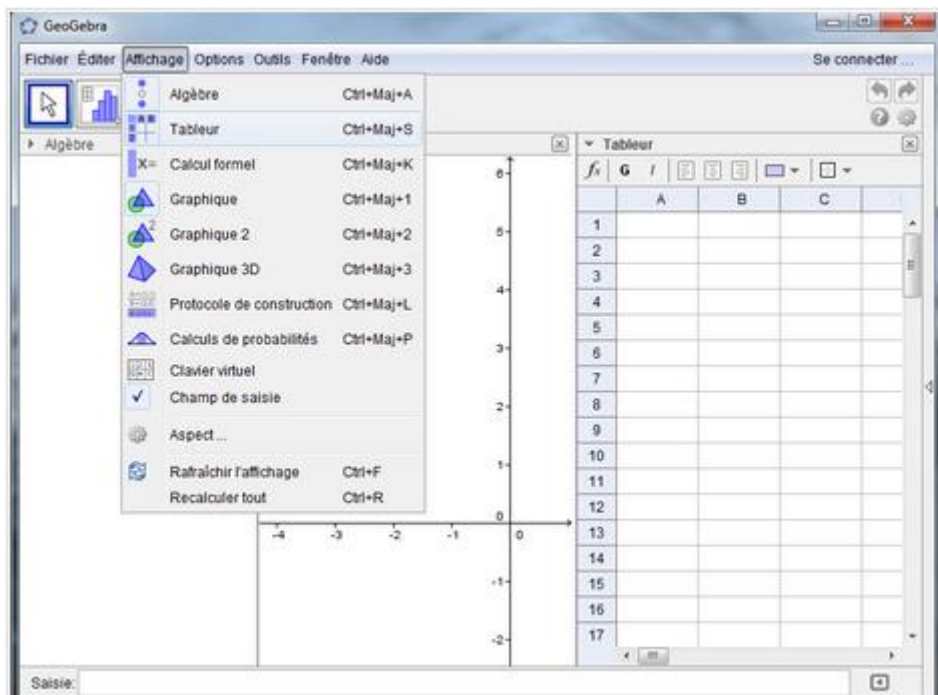 GeoGebra
Fichier Éditer Affichage Options Outils Fenêtre Aide Se connecter ...
Algèbre Ctrl+Maj+A
Tableur Ctrl+Maj+S
X= Calcul formel Ctrl+Maj+K
Graphique Ctrl+Maj+1
2 Graphique 2 Ctrl+Maj+2
Graphique 3D Ctrl+Maj+3
Protocole de construction Ctrl+Maj+L
Calculs de probabilités Ctrl+Maj+P
Clavier virtuel
Champ de saisie
Aspect ...
Rafraîchir l'affichage Ctrl+F
Recalculer tout Ctrl+R
Algèbre
6
5
4
3
2
1
0
-4 -3 -2 -1 0
-1
-2
Tableur
fx G I
A B C
1
2
3
4
5
6
7
8
9
10
11
12
13
14
15
16
17
Saisie: